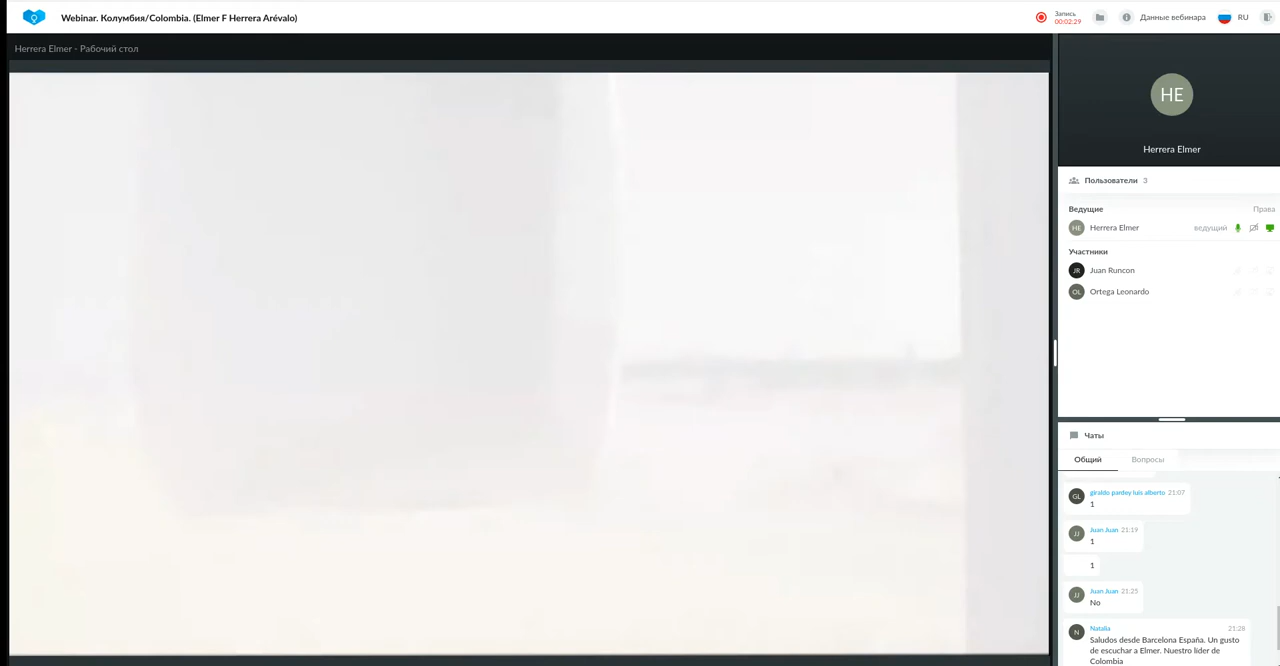 Webinar. Колумбия/Colombia. (Elmer F Herrera Arévalo)
Запись
00:02:29
Данные вебинара
RU
Herrera Elmer - Рабочий стол
HE
Herrera Elmer
Пользователи 3
Ведущие Права
HE Herrera Elmer ведущий
Участники
JR Juan Runcon
OL Ortega Leonardo
Чаты
Общий Вопросы
GL giraldo pardey luis alberto 21:07
1
JJ Juan Juan 21:19
1
1
JJ Juan Juan 21:25
No
N Natalia 21:28
Saludos desde Barcelona España. Un gusto
de escuchar a Elmer. Nuestro líder de
Colombia